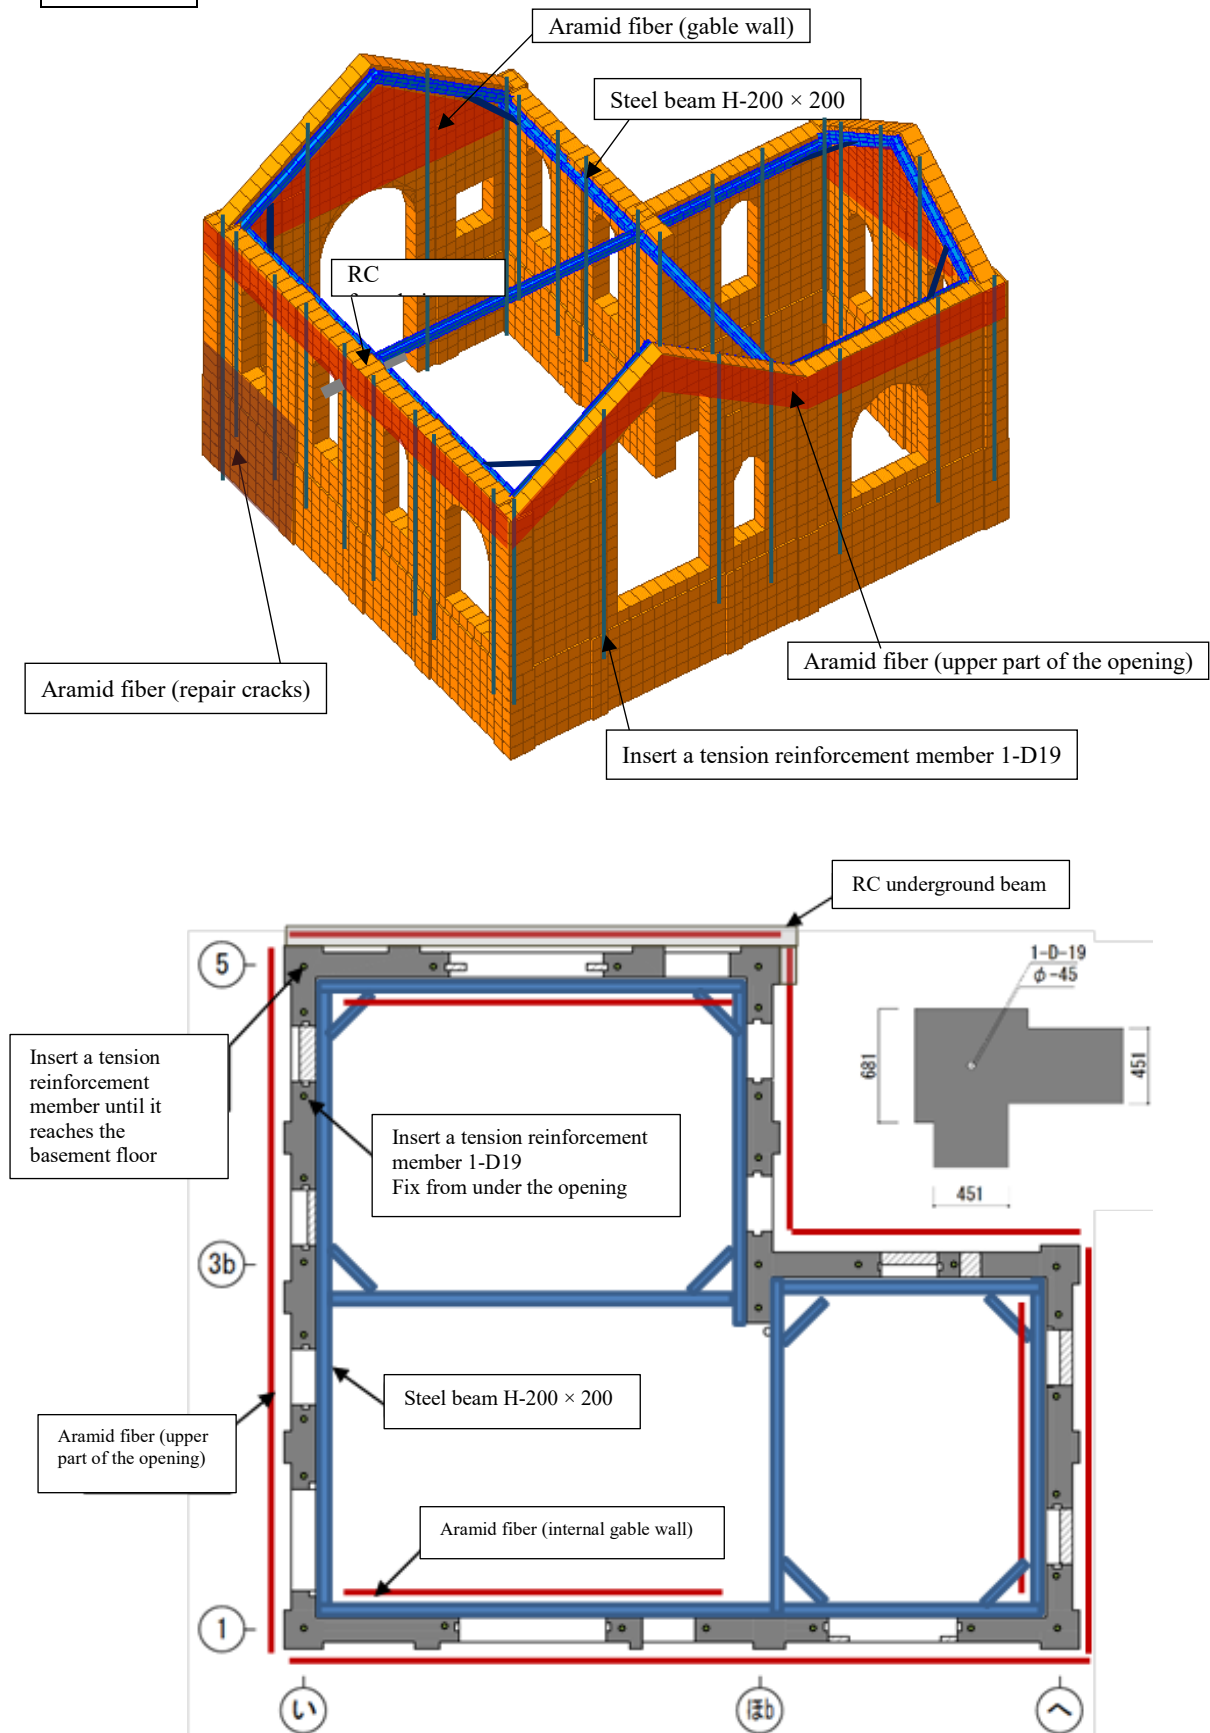 Aramid fiber (gable wall)
Steel beam H-200 × 200
RC
Aramid fiber (repair cracks)
Aramid fiber (upper part of the opening)
Insert a tension reinforcement member 1-D19
RC underground beam
5
1-D-19
φ-45
681
451
451
Insert a tension
reinforcement
member until it
reaches the
basement floor
Insert a tension reinforcement
member 1-D19
Fix from under the opening
3b
Steel beam H-200 × 200
Aramid fiber (upper
part of the opening)
Aramid fiber (internal gable wall)
1
い
ほb
へ